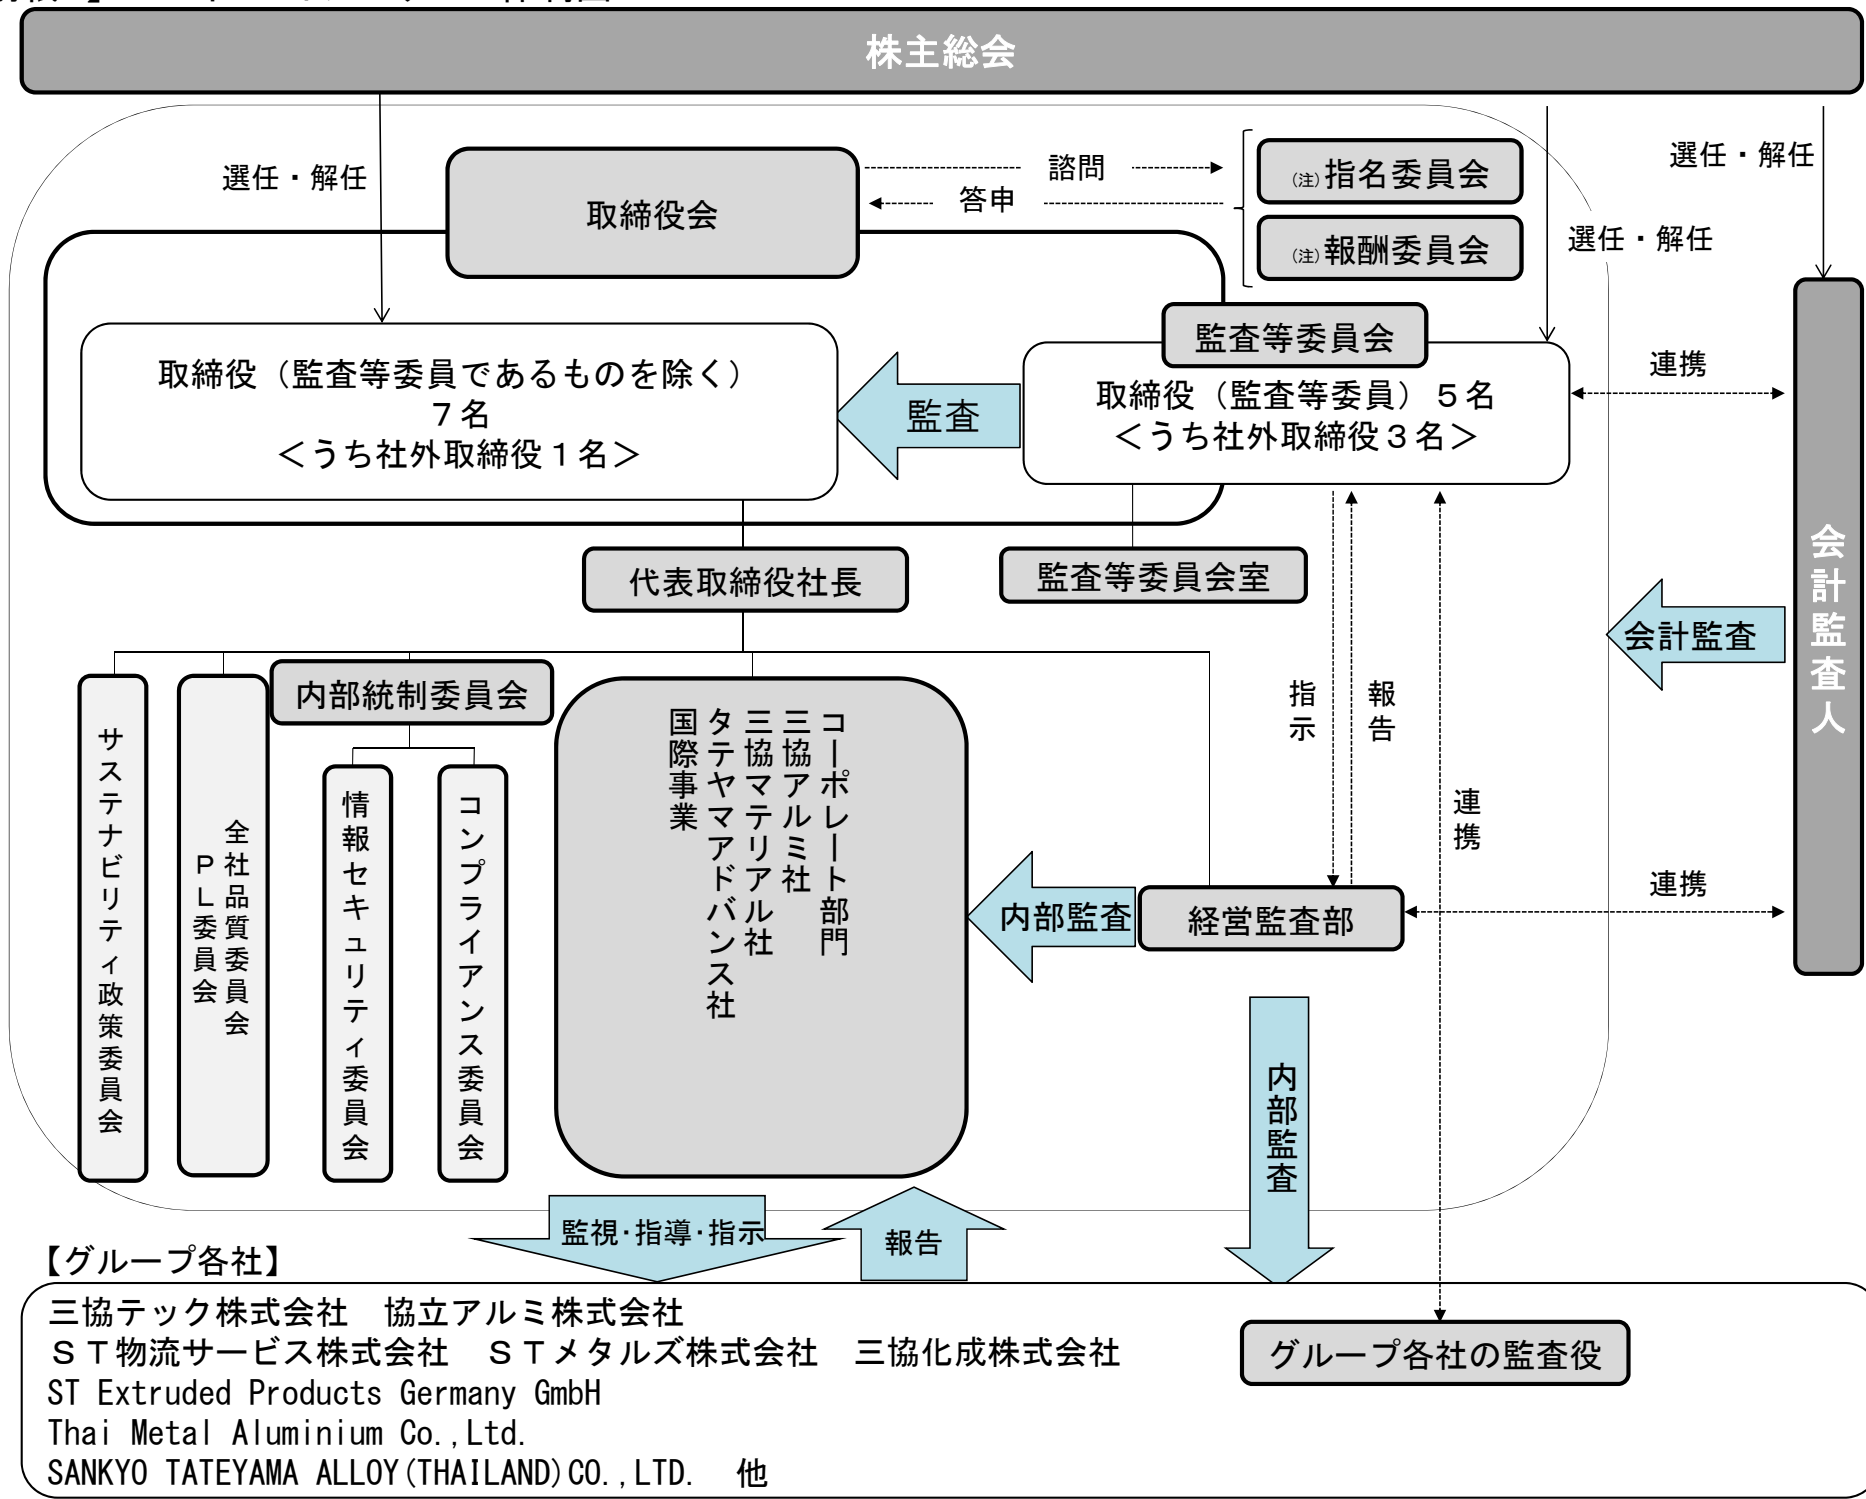 株主総会
選任・解任
取締役会
諮問
答申
(注)指名委員会
(注)報酬委員会
選任・解任
選任・解任
監査等委員会
取締役（監査等委員であるものを除く）
７名
＜うち社外取締役１名＞
監査
取締役（監査等委員）５名
＜うち社外取締役３名＞
連携
代表取締役社長
監査等委員会室
会計監査人
会計監査
指示
報告
連携
内部統制委員会
サステナビリティ政策委員会
全社品質委員会
ＰＬ委員会
情報セキュリティ委員会
コンプライアンス委員会
コーポレート部門
三協アルミ社
三協マテリアル社
タテヤマアドバンス社
国際事業
内部監査
経営監査部
連携
内部監査
監視・指導・指示
報告
【グループ各社】
三協テック株式会社　協立アルミ株式会社
ＳＴ物流サービス株式会社　ＳＴメタルズ株式会社　三協化成株式会社
ST Extruded Products Germany GmbH
Thai Metal Aluminium Co.,Ltd.
SANKYO TATEYAMA ALLOY(THAILAND)CO.,LTD.　他
グループ各社の監査役